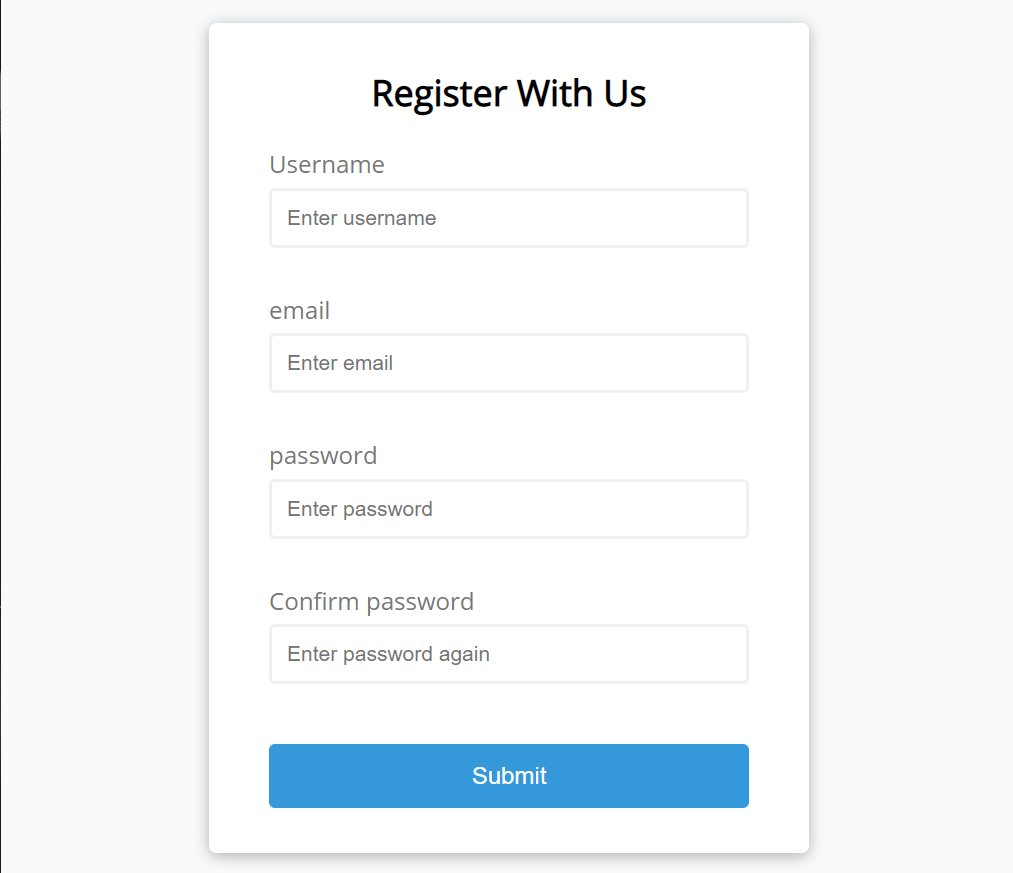 Register With Us
Username
Enter username
email
Enter email
password
Enter password
Confirm password
Enter password again
Submit